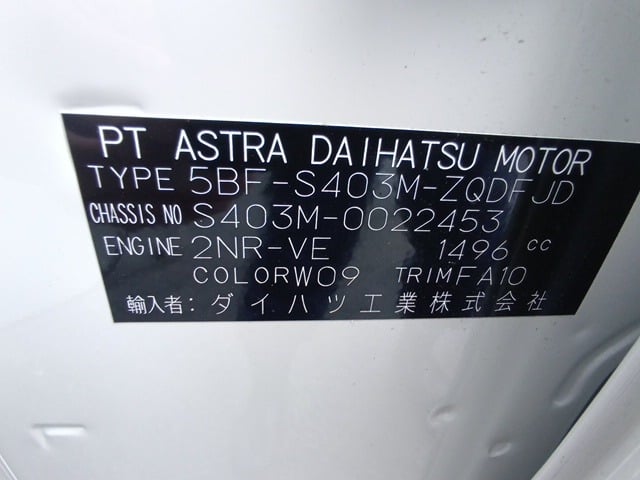 PT ASTRA DAIHATSU MOTOR
TYPE 5BF-S403M-ZQDFJD
CHASSIS NO S403M-0022453
ENGINE 2NR-VE 1496 cc
COLOR W09 TRIM FA10
輸入者: ダイハツ工業株式会社